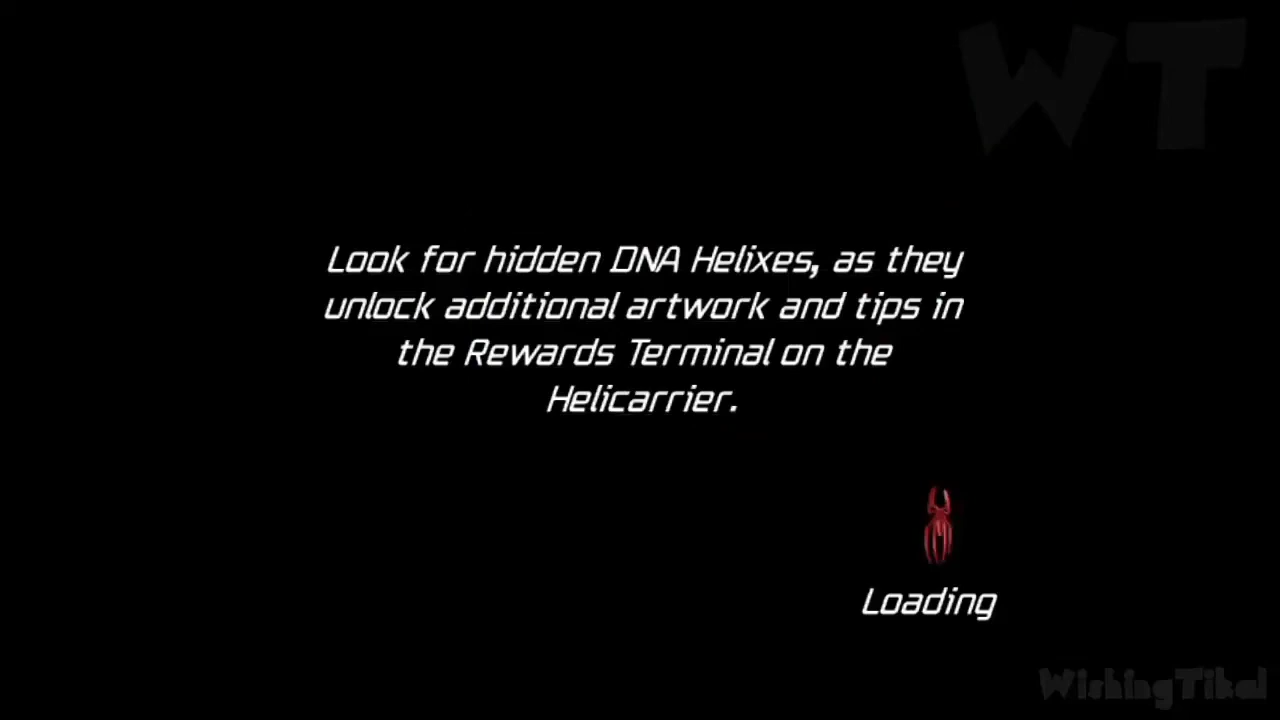 WT
Look for hidden DNA Helixes, as they
unlock additional artwork and tips in
the Rewards Terminal on the
Helicarrier.
Loading
WishingTikal